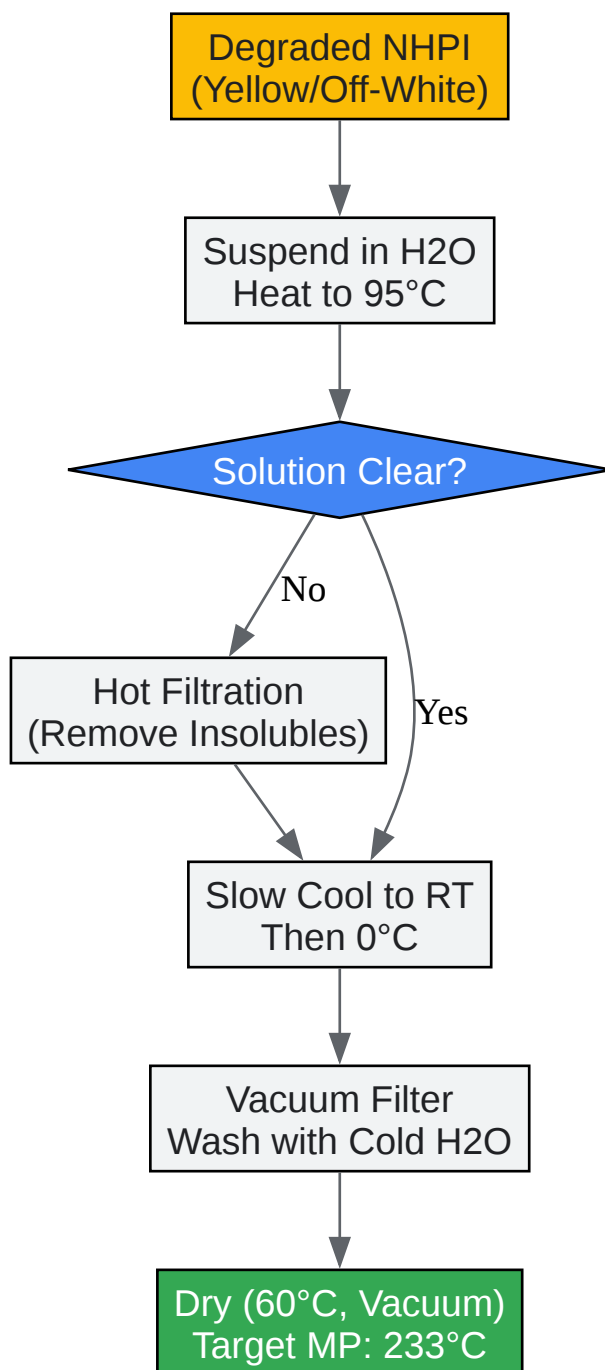 Degraded NHPI
(Yellow/Off-White)
Suspend in H2O
Heat to 95°C
Solution Clear?
No
Hot Filtration
(Remove Insolubles)
Yes
Slow Cool to RT
Then 0°C
Vacuum Filter
Wash with Cold H2O
Dry (60°C, Vacuum)
Target MP: 233°C